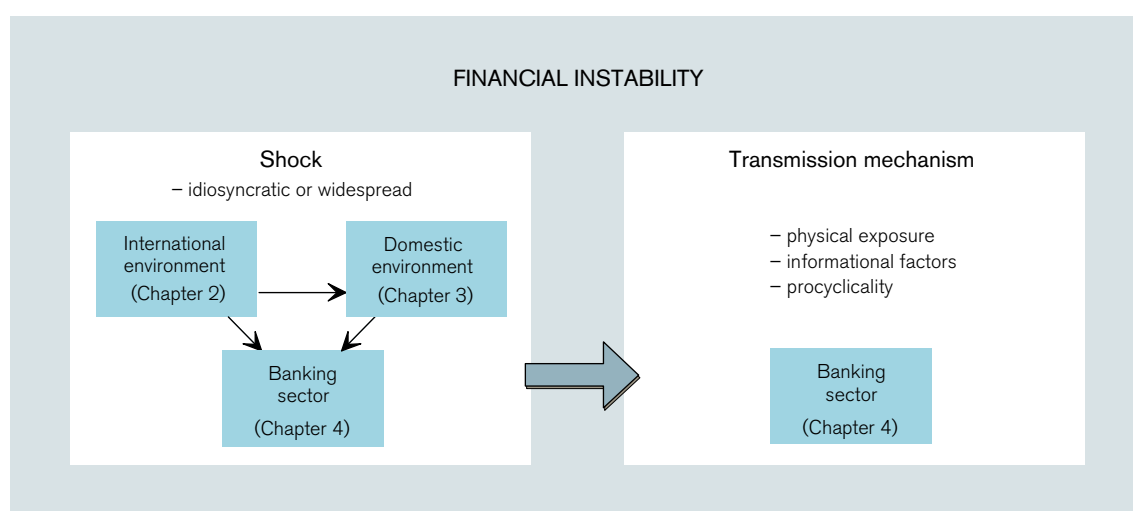 FINANCIAL INSTABILITY
Shock
– idiosyncratic or widespread
International
environment
(Chapter 2)
Domestic
environment
(Chapter 3)
Banking
sector
(Chapter 4)
Transmission mechanism
– physical exposure
– informational factors
– procyclicality
Banking
sector
(Chapter 4)